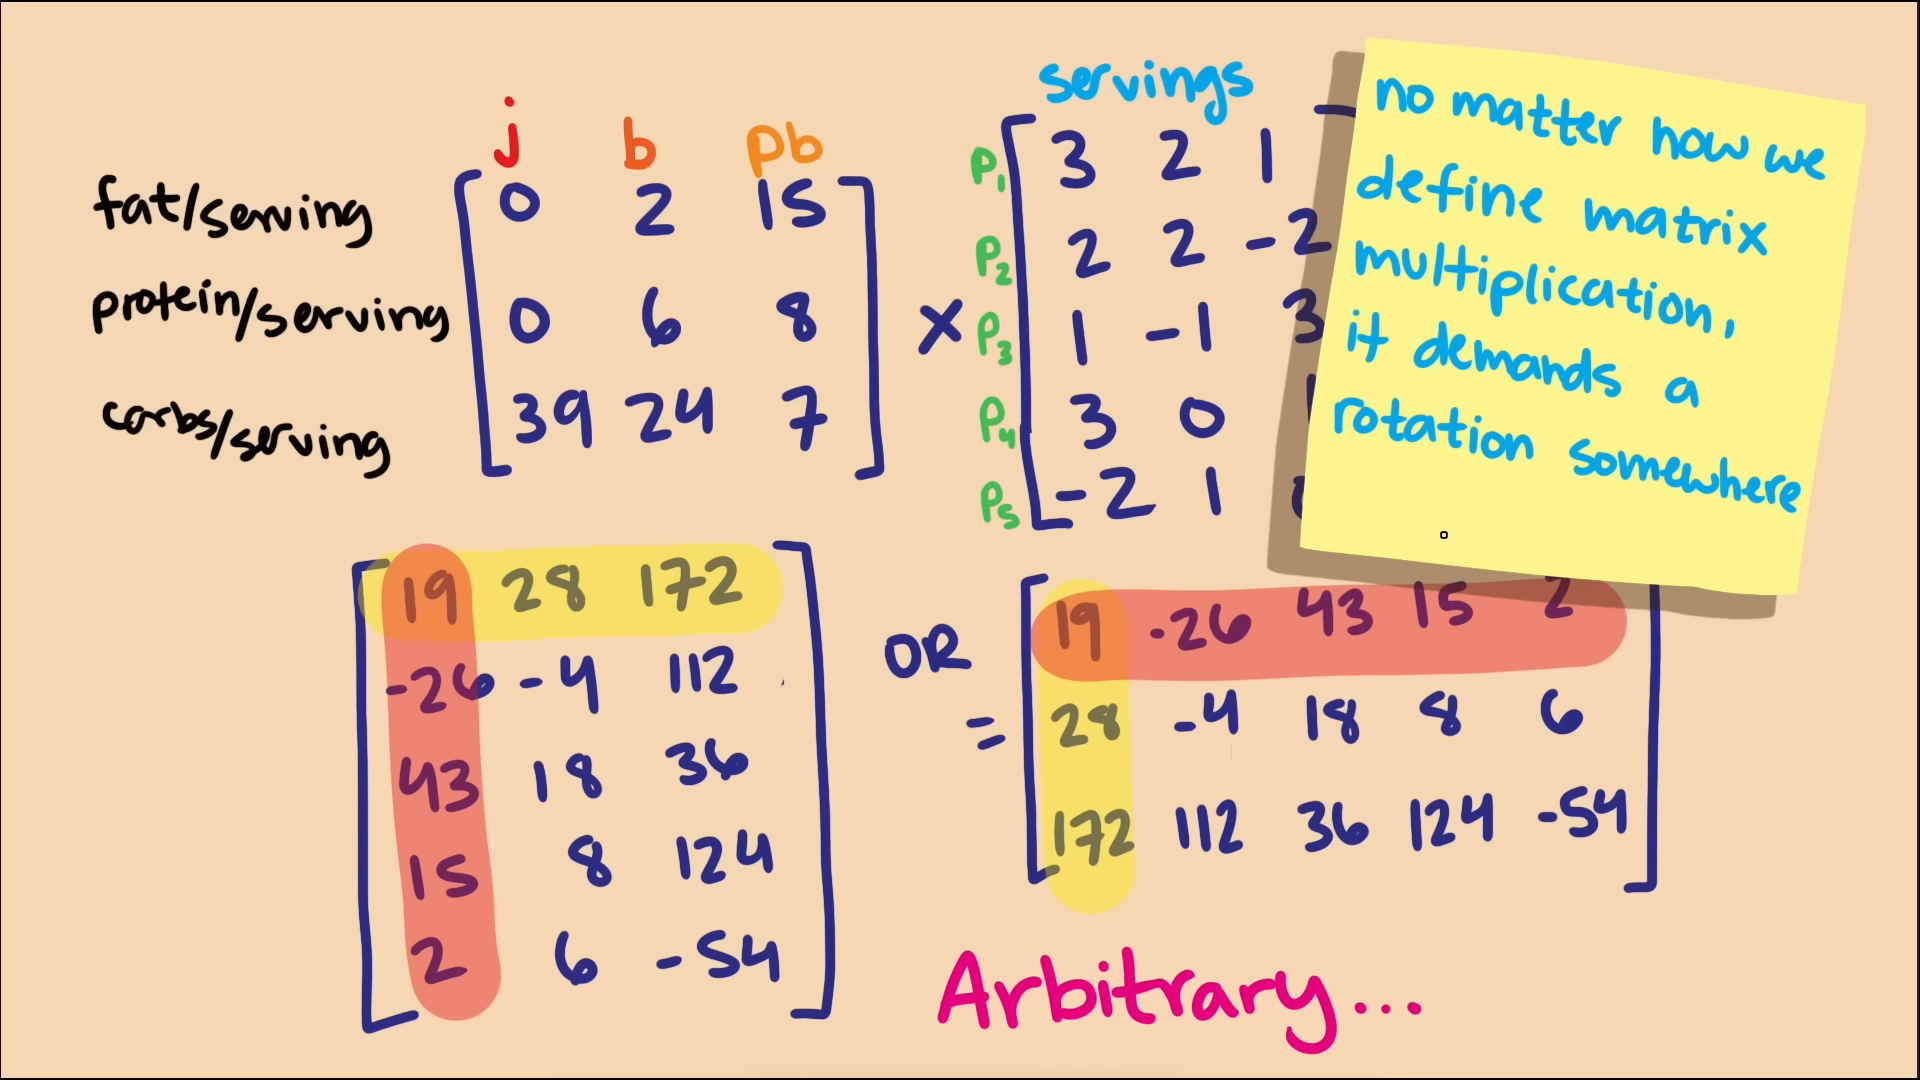 servings
j b pb
fat/serving 0 2 15
protein/serving 0 6 8
carbs/serving 39 24 7
×
P1 3 2 1
P2 2 2 -2
P3 1 -1 3
P4 3 0
P5 -2 1
no matter how we
define matrix
multiplication,
it demands a
rotation somewhere
19 28 172
-26 -4 112
43 18 36
15 8 124
2 6 -54
OR
=
19 -26 43 15 2
28 -4 18 8 6
172 112 36 124 -54
Arbitrary...